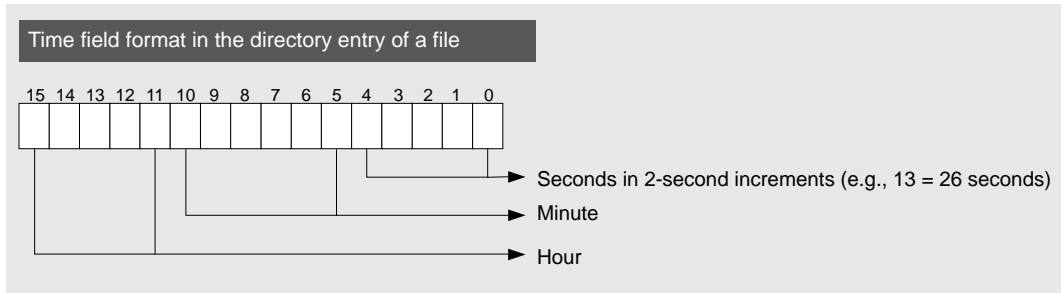 Time field format in the directory entry of a file
15 14 13 12 11 10 9 8 7 6 5 4 3 2 1 0
Seconds in 2-second increments (e.g., 13 = 26 seconds)
Minute
Hour